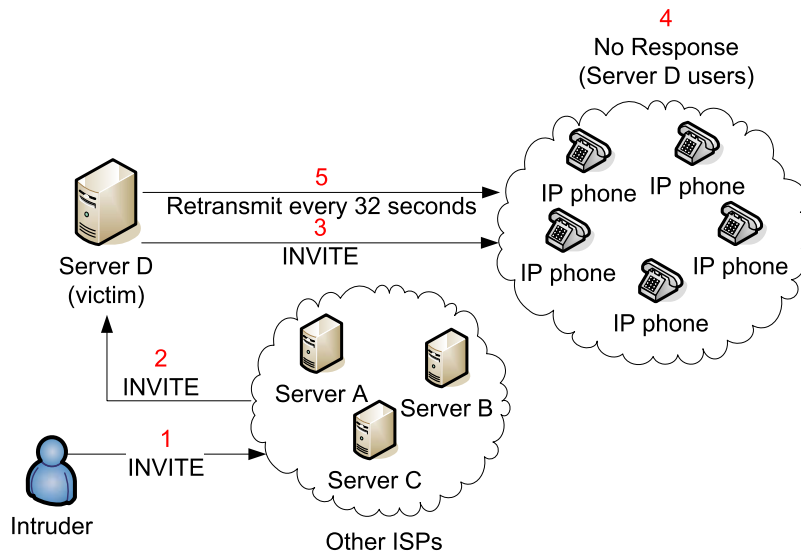 4
No Response
(Server D users)
5
Retransmit every 32 seconds
3
INVITE
IP phone
IP phone
IP phone
IP phone
IP phone
Server D
(victim)
2
INVITE
Server A
Server B
Server C
1
INVITE
Intruder
Other ISPs